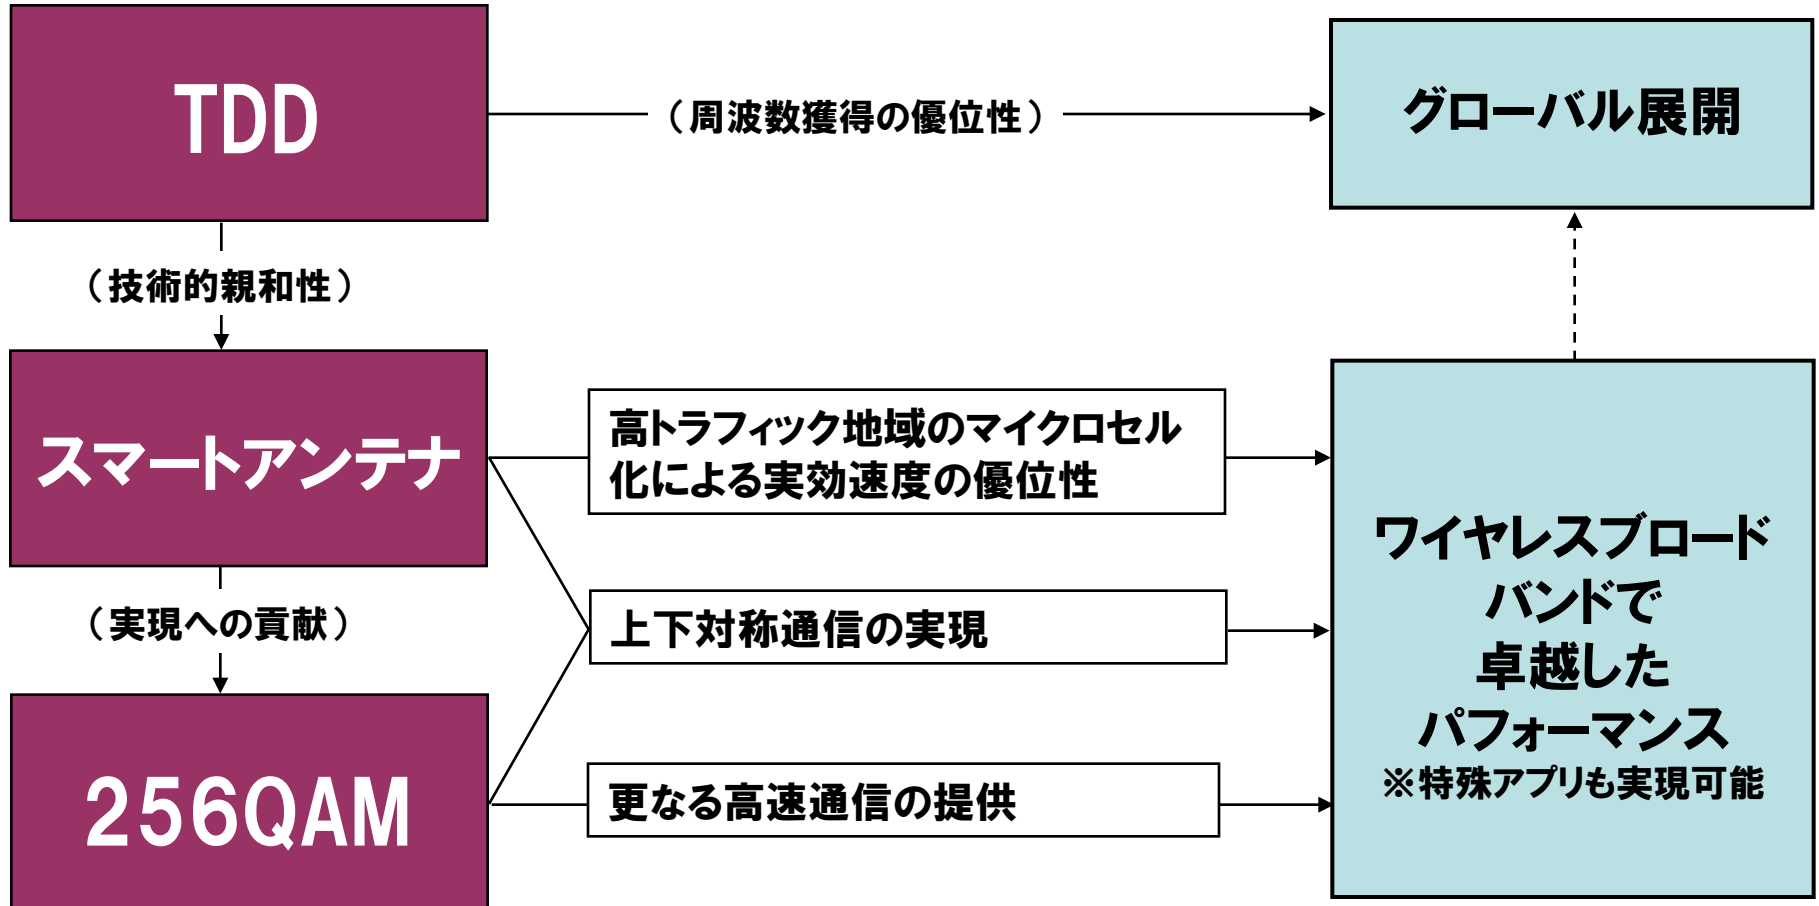 TDD
（周波数獲得の優位性）
グローバル展開
（技術的親和性）
スマートアンテナ
高トラフィック地域のマイクロセル
化による実効速度の優位性
（実現への貢献）
上下対称通信の実現
256QAM
更なる高速通信の提供
ワイヤレスブロード
バンドで
卓越した
パフォーマンス
※特殊アプリも実現可能